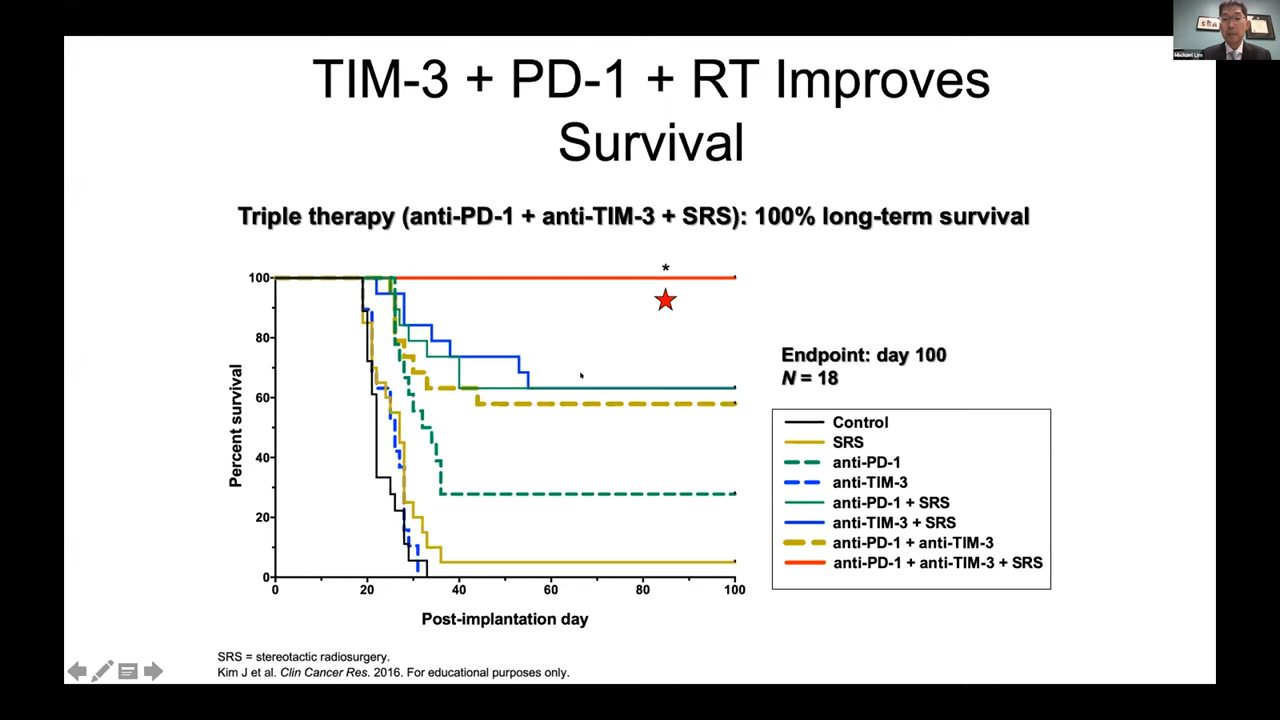 Michael Lim
TIM-3 + PD-1 + RT Improves
Survival
Triple therapy (anti-PD-1 + anti-TIM-3 + SRS): 100% long-term survival
*
100
80
60
40
20
0
Percent survival
0 20 40 60 80 100
Post-implantation day
Endpoint: day 100
N = 18
Control
SRS
anti-PD-1
anti-TIM-3
anti-PD-1 + SRS
anti-TIM-3 + SRS
anti-PD-1 + anti-TIM-3
anti-PD-1 + anti-TIM-3 + SRS
SRS = stereotactic radiosurgery.
Kim J et al. Clin Cancer Res. 2016. For educational purposes only.